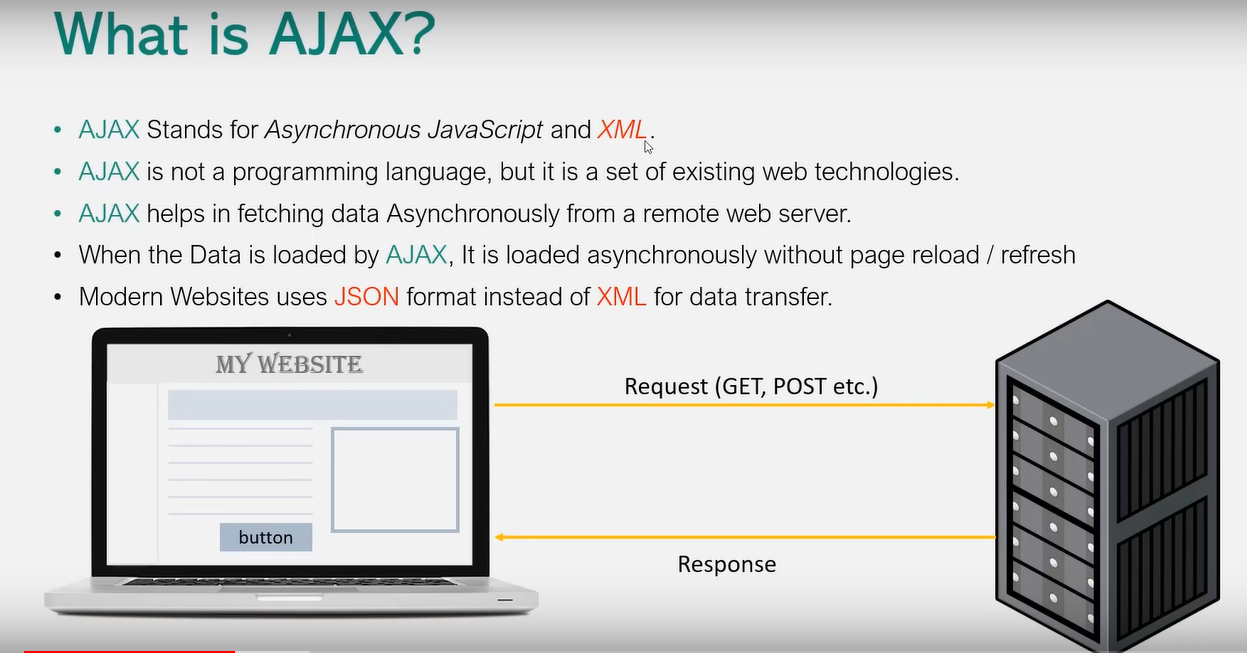 What is AJAX?
• AJAX Stands for Asynchronous JavaScript and XML.
• AJAX is not a programming language, but it is a set of existing web technologies.
• AJAX helps in fetching data Asynchronously from a remote web server.
• When the Data is loaded by AJAX, It is loaded asynchronously without page reload / refresh
• Modern Websites uses JSON format instead of XML for data transfer.
MY WEBSITE
Request (GET, POST etc.)
button
Response